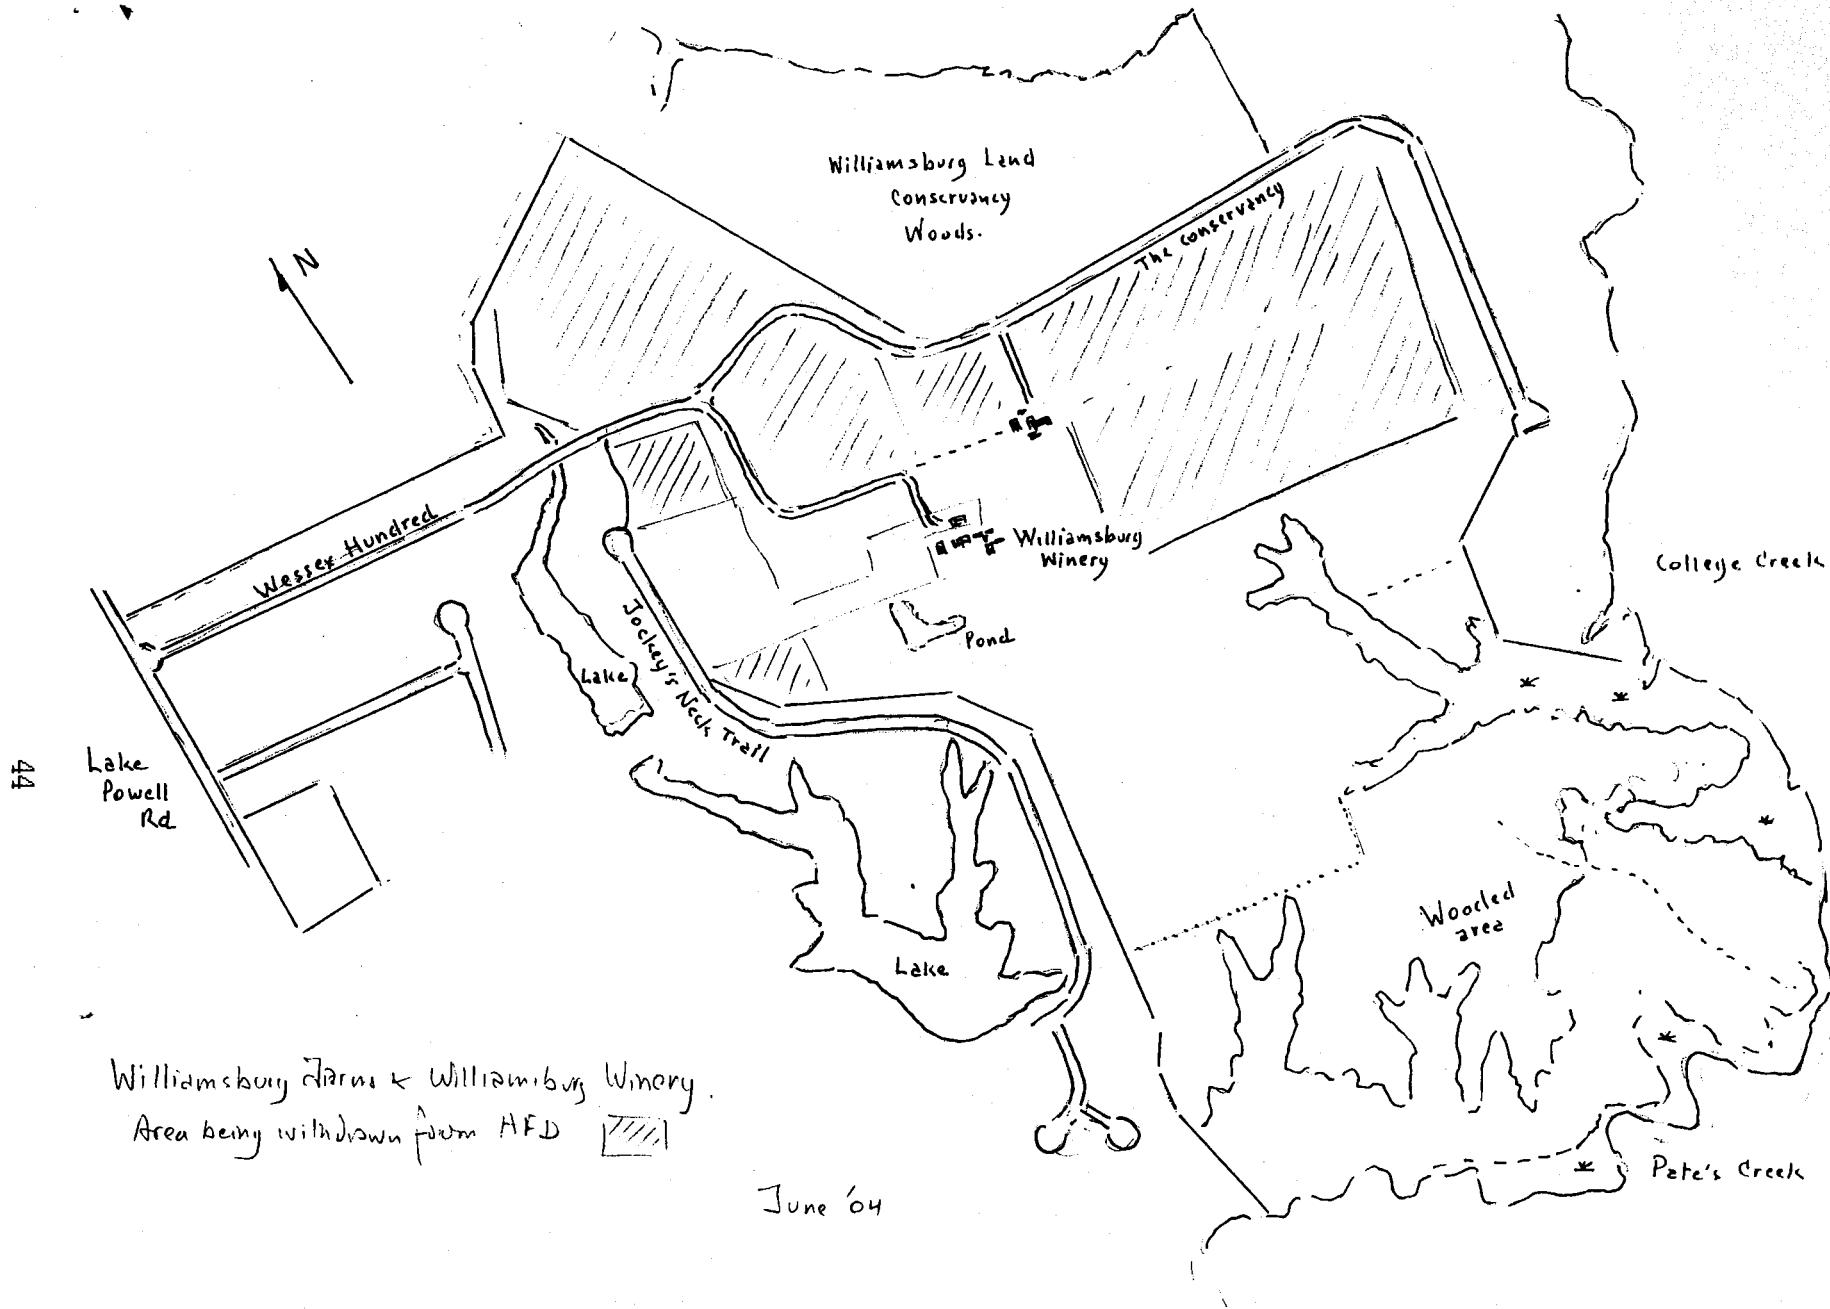 Williamsburg Land
Conservancy
Woods.
N
The Conservancy
Wessex Hundred
Williamsburg
Winery
College Creek
Jockey's Neck Trail
Pond
Lake
Lake
Powell
Rd
44
Wooded
area
Lake
Williamsburg Farms & Williamsburg Winery.
Area being withdrawn from AFD
June '04
Pate's Creek